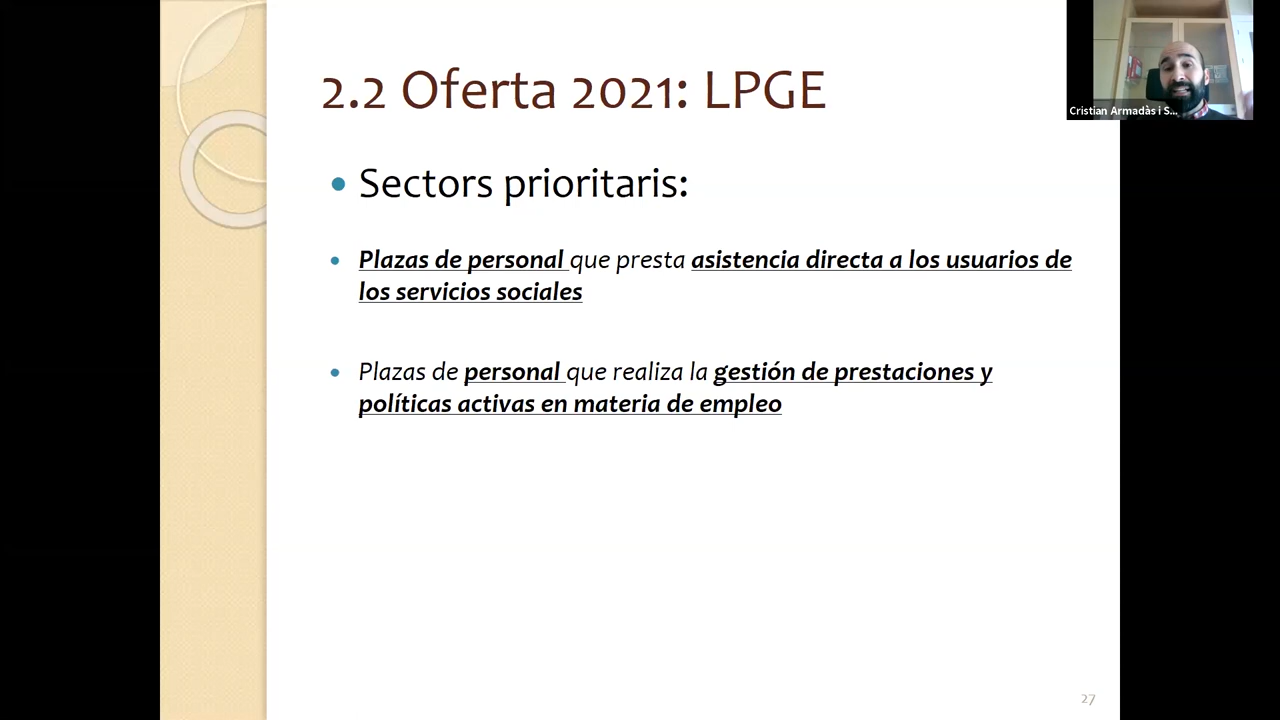 2.2 Oferta 2021: LPGE
Cristian Armadàs i S...
Sectors prioritaris:
Plazas de personal que presta asistencia directa a los usuarios de
los servicios sociales
Plazas de personal que realiza la gestión de prestaciones y
políticas activas en materia de empleo
27